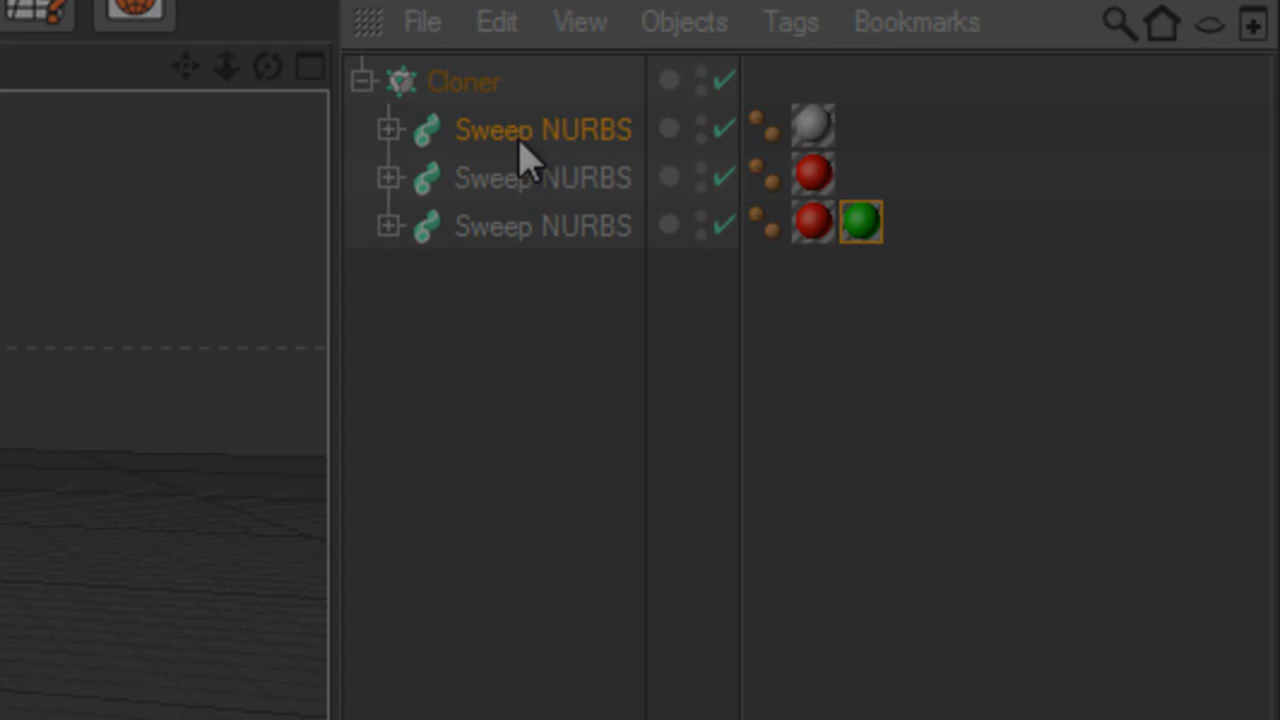 File Edit View Objects Tags Bookmarks
Cloner
Sweep NURBS
Sweep NURBS
Sweep NURBS